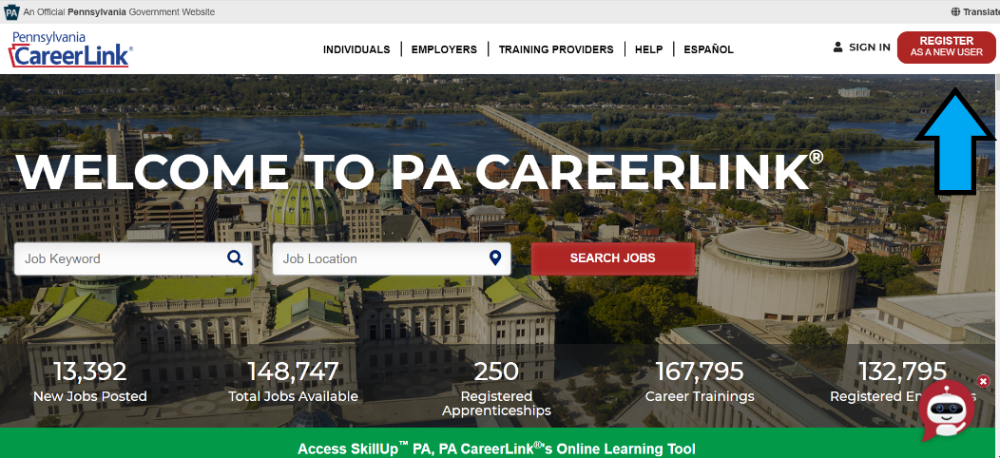 PA An Official Pennsylvania Government Website
Translate
Pennsylvania
CareerLink®
INDIVIDUALS
EMPLOYERS
TRAINING PROVIDERS
HELP
ESPAÑOL
SIGN IN
REGISTER
AS A NEW USER
WELCOME TO PA CAREERLINK®
Job Keyword
Job Location
SEARCH JOBS
13,392
New Jobs Posted
148,747
Total Jobs Available
250
Registered
Apprenticeships
167,795
Career Trainings
132,795
Registered
Access SkillUp™ PA, PA CareerLink®'s Online Learning Tool